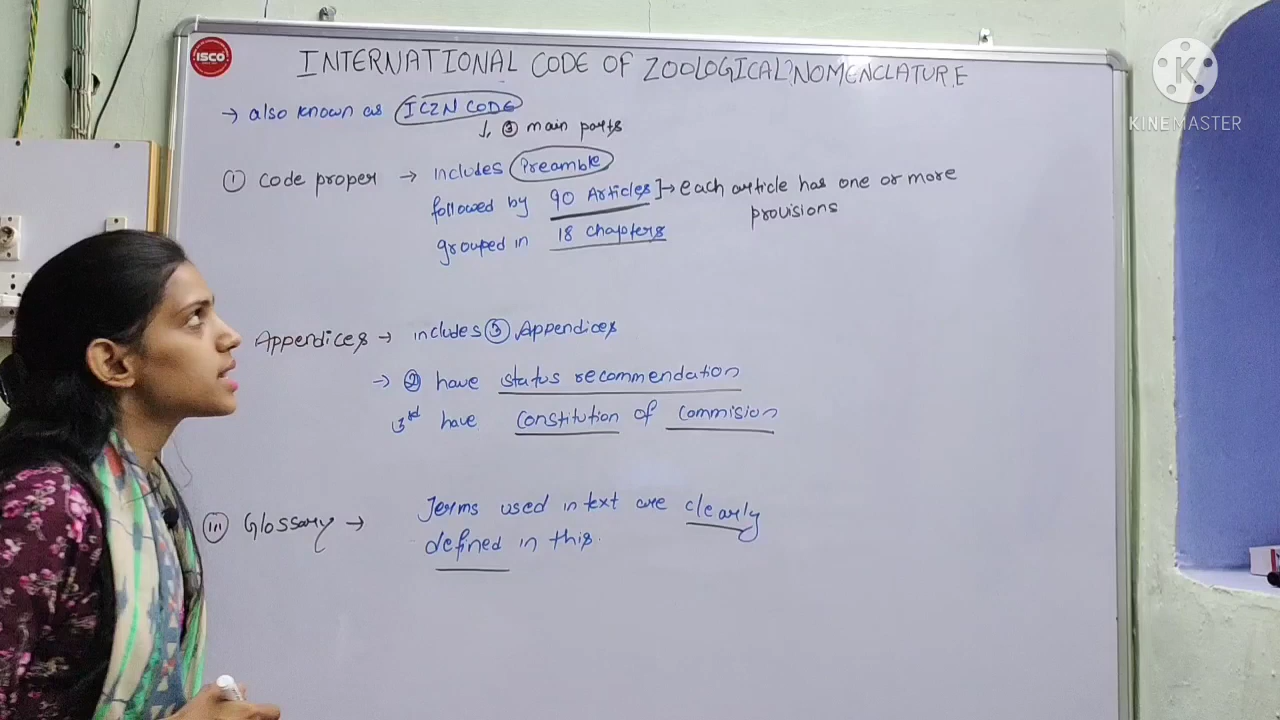 ISCO
INTERNATIONAL CODE OF ZOOLOGICAL NOMENCLATURE
K
KINEMASTER
→ also known as ICZN CODE
↓ ③ main parts
① Code proper → includes Preamble
followed by 90 Articles ]→ each article has one or more
provisions
grouped in 18 chapters
Appendices → includes ③ Appendices
→ ② have status recommendation
3rd have constitution of commision
(iii) Glossary → Terms used in text are clearly
defined in this.